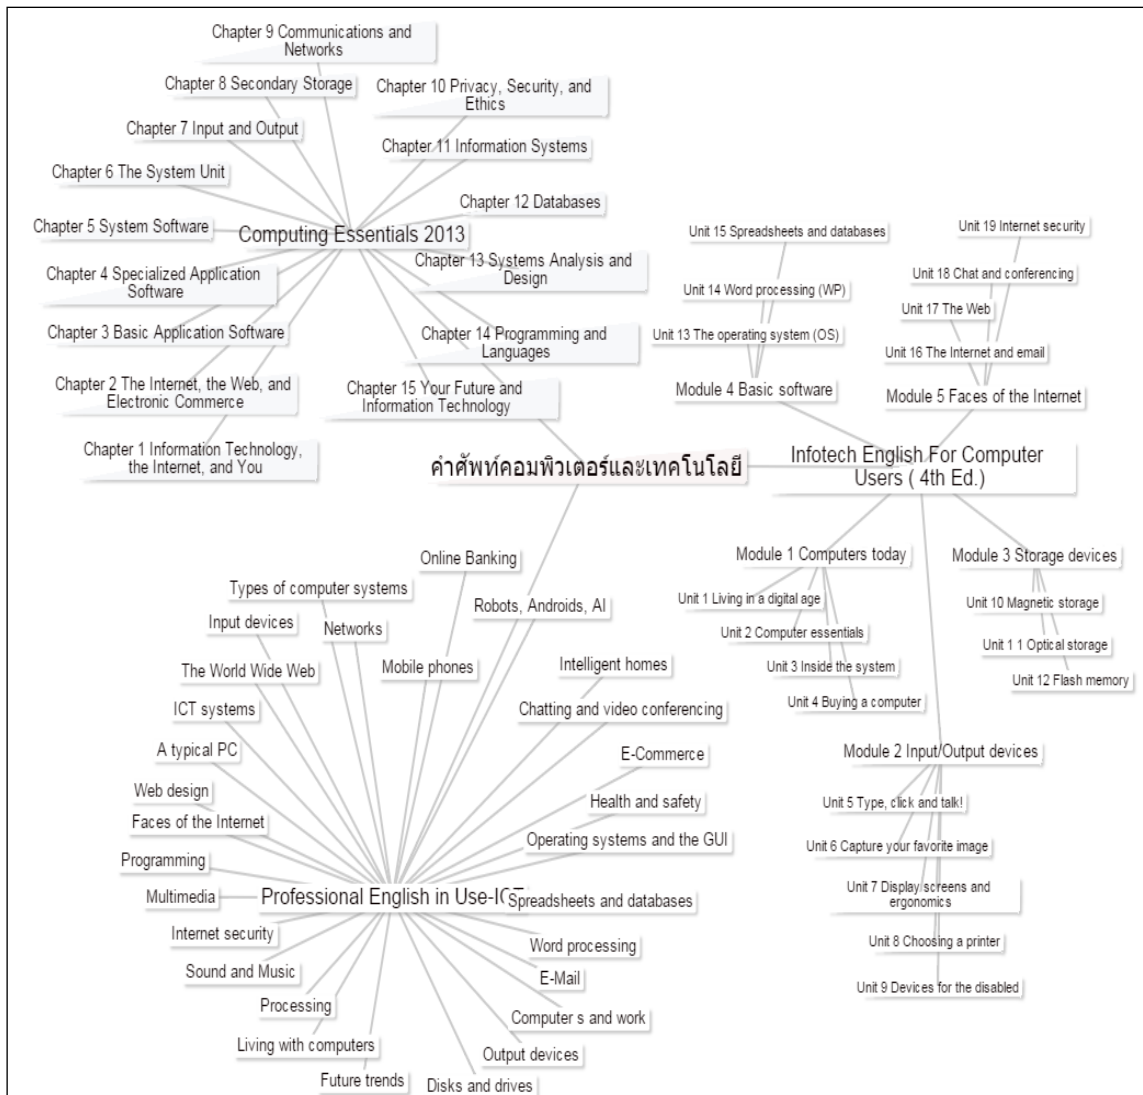 Chapter 9 Communications and
Networks
Chapter 8 Secondary Storage
Chapter 10 Privacy, Security, and
Ethics
Chapter 7 Input and Output
Chapter 11 Information Systems
Chapter 6 The System Unit
Chapter 12 Databases
Chapter 5 System Software
Computing Essentials 2013
Chapter 13 Systems Analysis and
Design
Chapter 4 Specialized Application
Software
Chapter 3 Basic Application Software
Chapter 14 Programming and
Languages
Chapter 2 The Internet, the Web, and
Electronic Commerce
Chapter 15 Your Future and
Information Technology
Chapter 1 Information Technology,
the Internet, and You
คำศัพท์คอมพิวเตอร์และเทคโนโลยี
Unit 15 Spreadsheets and databases
Unit 14 Word processing (WP)
Unit 13 The operating system (OS)
Module 4 Basic software
Unit 19 Internet security
Unit 18 Chat and conferencing
Unit 17 The Web
Unit 16 The Internet and email
Module 5 Faces of the Internet
Infotech English For Computer
Users ( 4th Ed.)
Module 1 Computers today
Unit 1 Living in a digital age
Unit 2 Computer essentials
Unit 3 Inside the system
Unit 4 Buying a computer
Module 3 Storage devices
Unit 10 Magnetic storage
Unit 1 1 Optical storage
Unit 12 Flash memory
Module 2 Input/Output devices
Unit 5 Type, click and talk!
Unit 6 Capture your favorite image
Unit 7 Display screens and
ergonomics
Unit 8 Choosing a printer
Unit 9 Devices for the disabled
Online Banking
Types of computer systems
Robots, Androids, AI
Input devices
Networks
Mobile phones
Intelligent homes
The World Wide Web
ICT systems
Chatting and video conferencing
A typical PC
E-Commerce
Web design
Health and safety
Faces of the Internet
Operating systems and the GUI
Programming
Multimedia
Professional English in Use-ICT
Spreadsheets and databases
Internet security
Word processing
Sound and Music
E-Mail
Processing
Computer s and work
Living with computers
Output devices
Future trends
Disks and drives